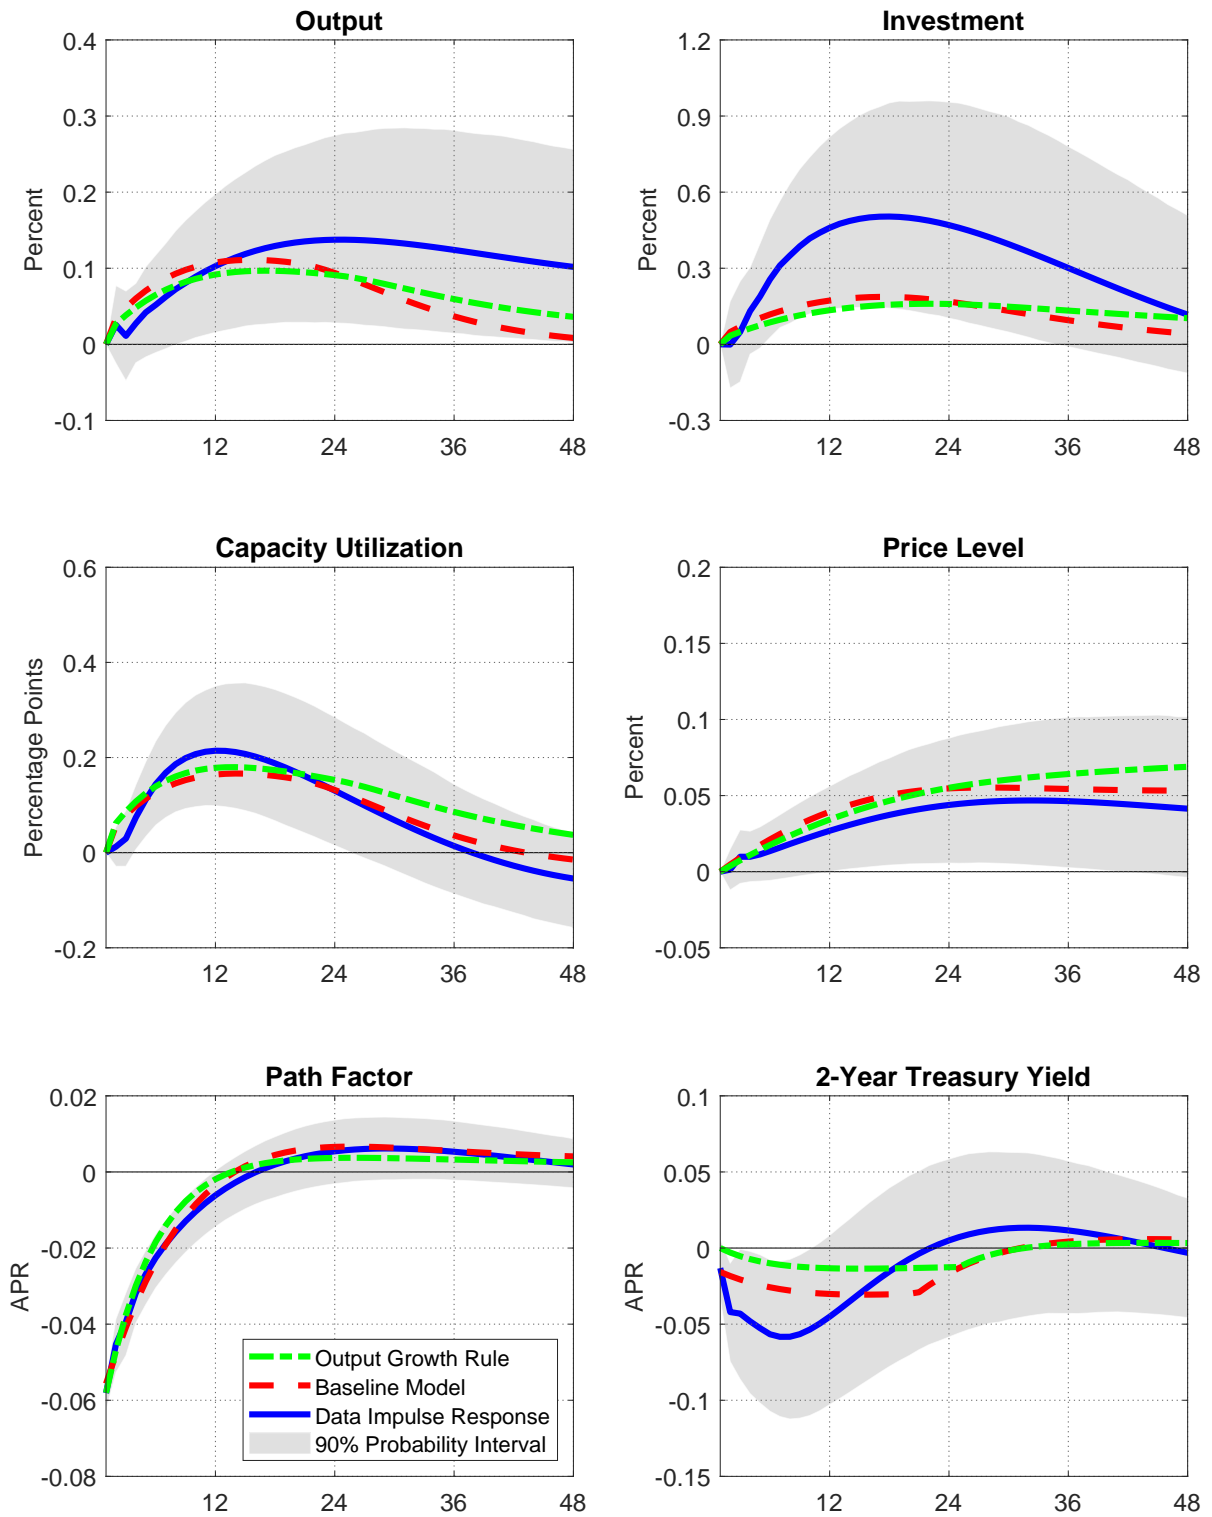 Output
Percent
0.4
0.3
0.2
0.1
0
-0.1
12 24 36 48
Investment
Percent
1.2
0.9
0.6
0.3
0
-0.3
12 24 36 48
Capacity Utilization
Percentage Points
0.6
0.4
0.2
0
-0.2
12 24 36 48
Price Level
Percent
0.2
0.15
0.1
0.05
0
-0.05
12 24 36 48
Path Factor
APR
0.02
0
-0.02
-0.04
-0.06
-0.08
Output Growth Rule
Baseline Model
Data Impulse Response
90% Probability Interval
12 24 36 48
2-Year Treasury Yield
APR
0.1
0.05
0
-0.05
-0.1
-0.15
12 24 36 48